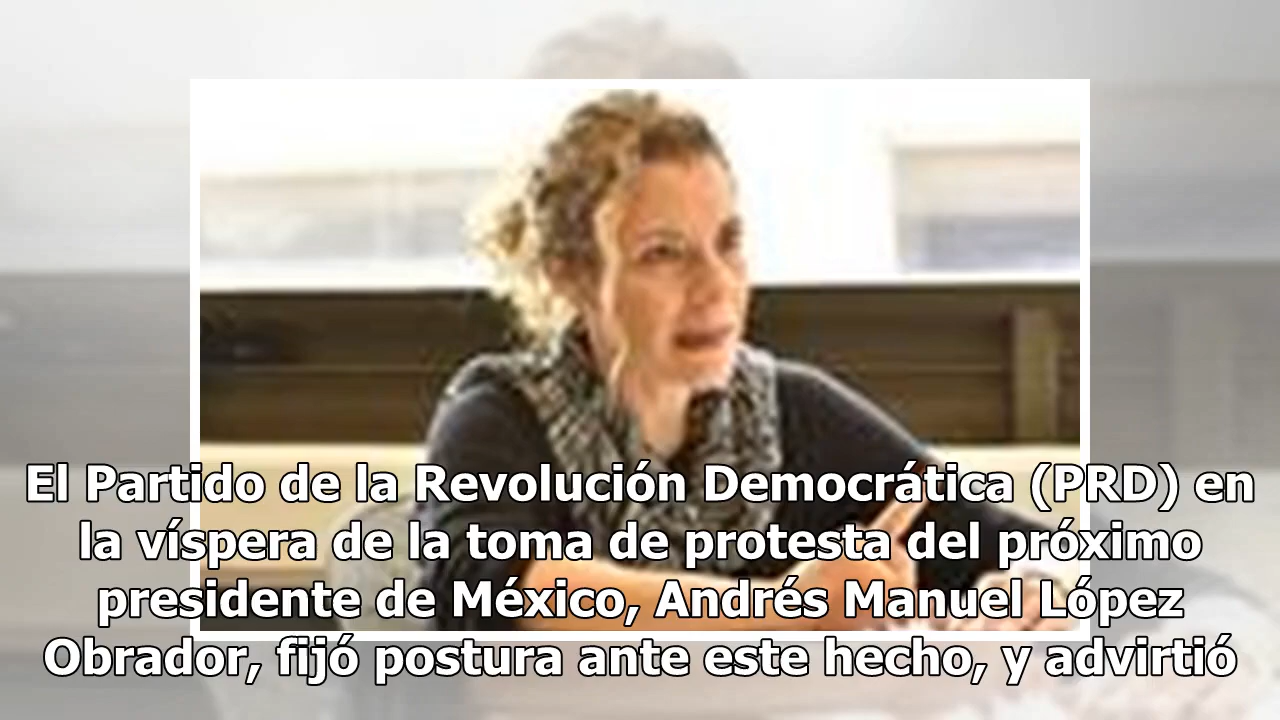 El Partido de la Revolución Democrática (PRD) en
la víspera de la toma de protesta del próximo
presidente de México, Andrés Manuel López
Obrador, fijó postura ante este hecho, y advirtió